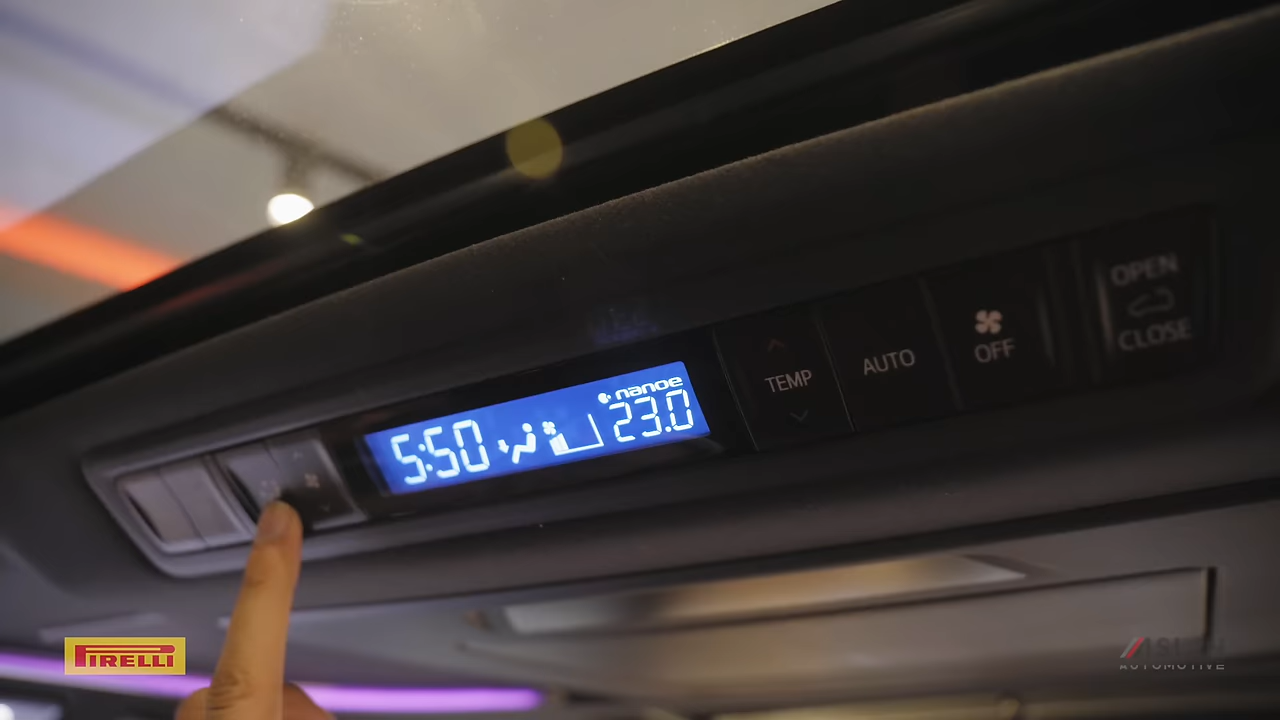 5:50
nanoe
23.0
TEMP
AUTO
OFF
OPEN
CLOSE
PIRELLI
AUTOMOTIVE